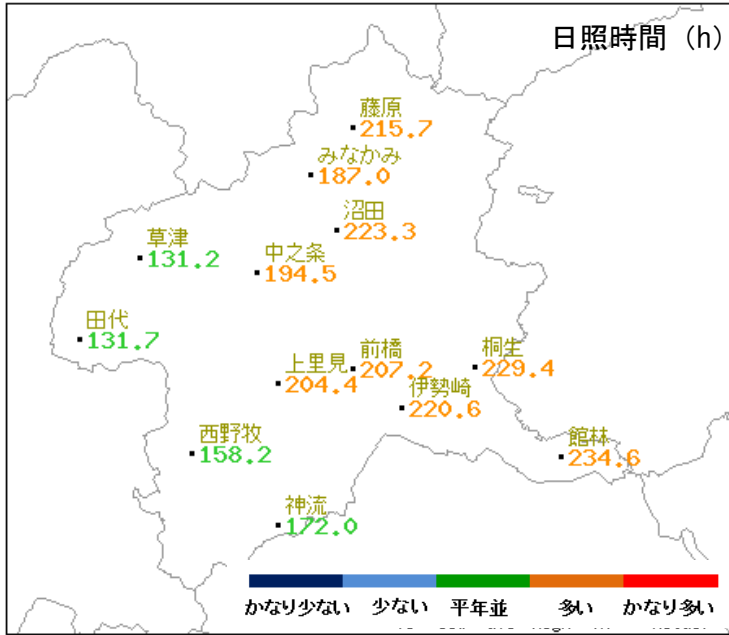 日照時間（h）
藤原
215.7
みなかみ
187.0
沼田
223.3
草津
131.2
中之条
194.5
田代
131.7
前橋
207.2
桐生
229.4
上里見
204.4
伊勢崎
220.6
西野牧
158.2
館林
234.6
神流
172.0
かなり少ない 少ない 平年並 多い かなり多い